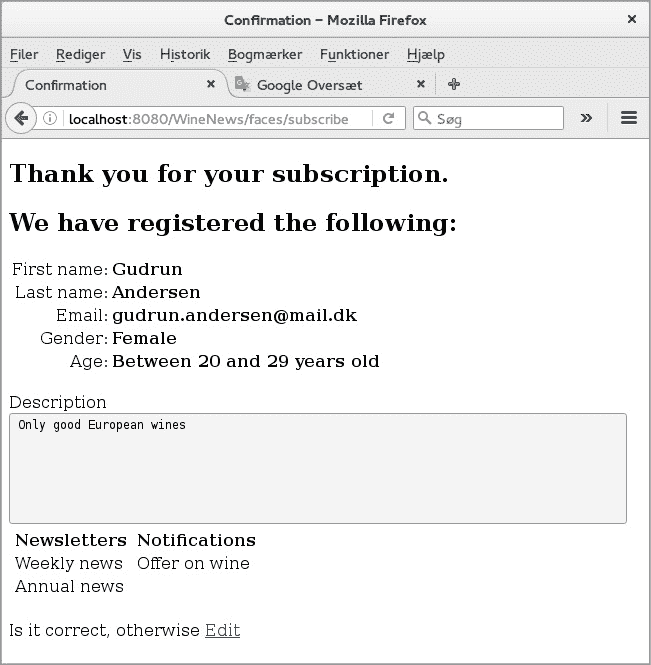 Confirmation – Mozilla Firefox
Filer Rediger Vis Historik Bogmærker Funktioner Hjælp
Confirmation Google Oversæt
localhost:8080/WineNews/faces/subscribe Søg
Thank you for your subscription.
We have registered the following:
First name: Gudrun
Last name: Andersen
Email: gudrun.andersen@mail.dk
Gender: Female
Age: Between 20 and 29 years old
Description
Only good European wines
Newsletters Notifications
Weekly news Offer on wine
Annual news
Is it correct, otherwise Edit